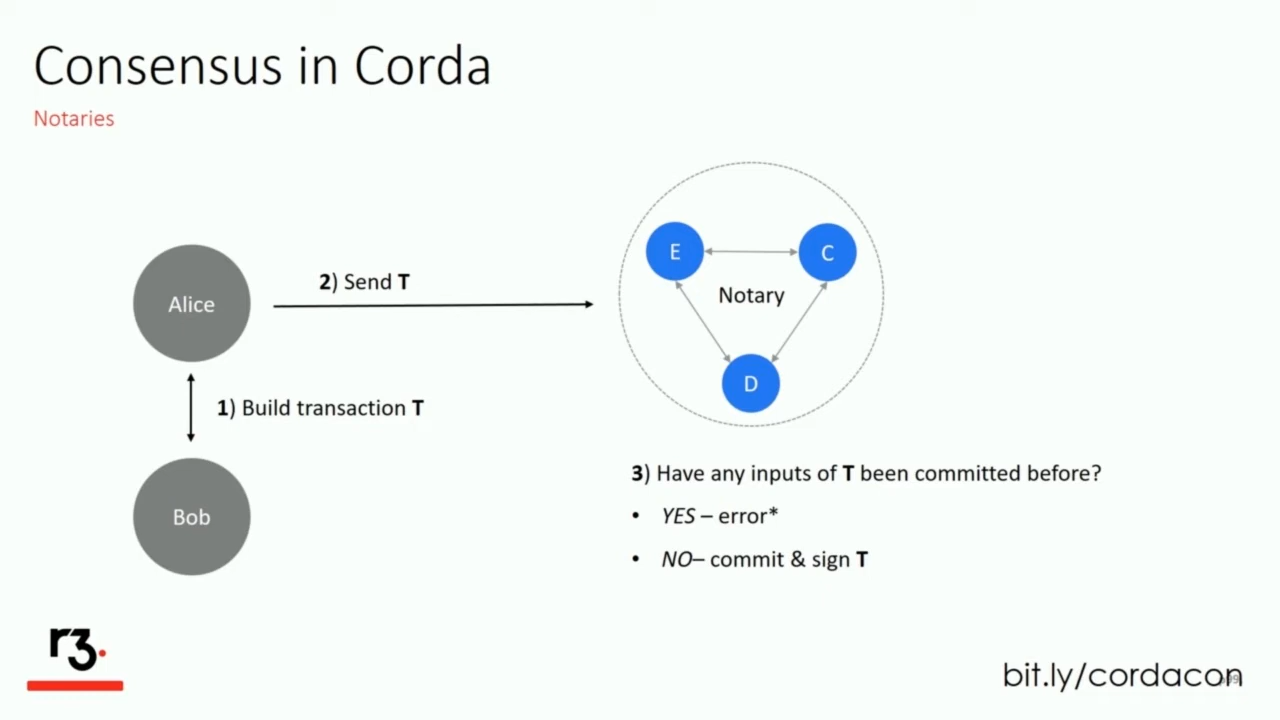 Consensus in Corda
Notaries
Alice
2) Send T
E
C
Notary
D
1) Build transaction T
Bob
3) Have any inputs of T been committed before?
• YES – error*
• NO– commit & sign T
r3.
bit.ly/cordacon